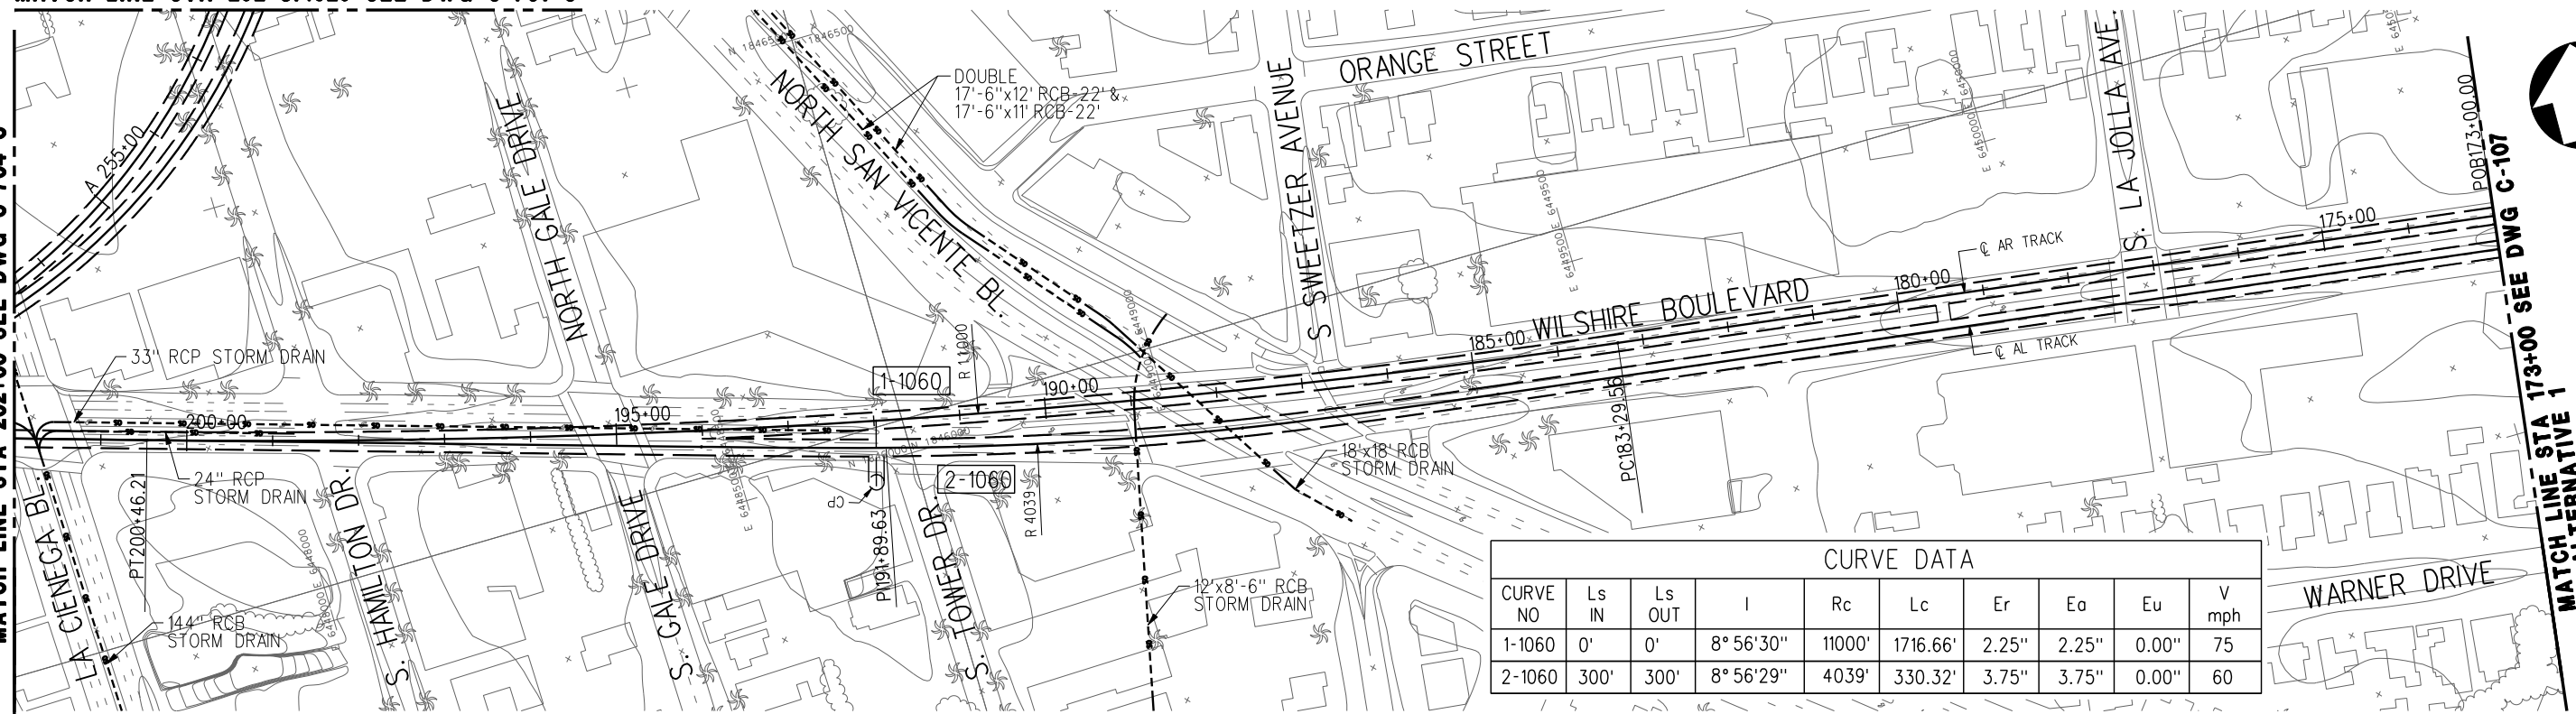 A 255+00
NORTH GALE DRIVE
N 1846500
1846500
NORTH SAN VICENTE BL.
DOUBLE
17'-6"x12' RCB-22' &
17'-6"x11' RCB-22'
S SWEETZER AVENUE
ORANGE STREET
E 6449500E 6449500
E 6450000E 6450000
S. LA JOLLA AVE.
POB173+00.00
MATCH LINE STA 173+00 SEE DWG C-107
ALTERNATIVE 1
175+00
℄ AR TRACK
180+00
WILSHIRE BOULEVARD
185+00
℄ AL TRACK
PC183+29.56
33" RCP STORM DRAIN
1-1060
R 11000
190+00
195+00
200+00
24" RCP
STORM DRAIN
PT200+46.21
LA CIENEGA BL.
144" RCB
STORM DRAIN
S. HAMILTON DR.
S. GALE DRIVE
CP
PI191+89.63
2-1060
S. TOWER DR.
R 4039
18'x18' RCB
STORM DRAIN
12'x8'-6" RCB
STORM DRAIN
WARNER DRIVE
CURVE DATA
CURVE NO Ls IN Ls OUT I Rc Lc Er Ea Eu V mph
1-1060 0' 0' 8°56'30" 11000' 1716.66' 2.25" 2.25" 0.00" 75
2-1060 300' 300' 8°56'29" 4039' 330.32' 3.75" 3.75" 0.00" 60